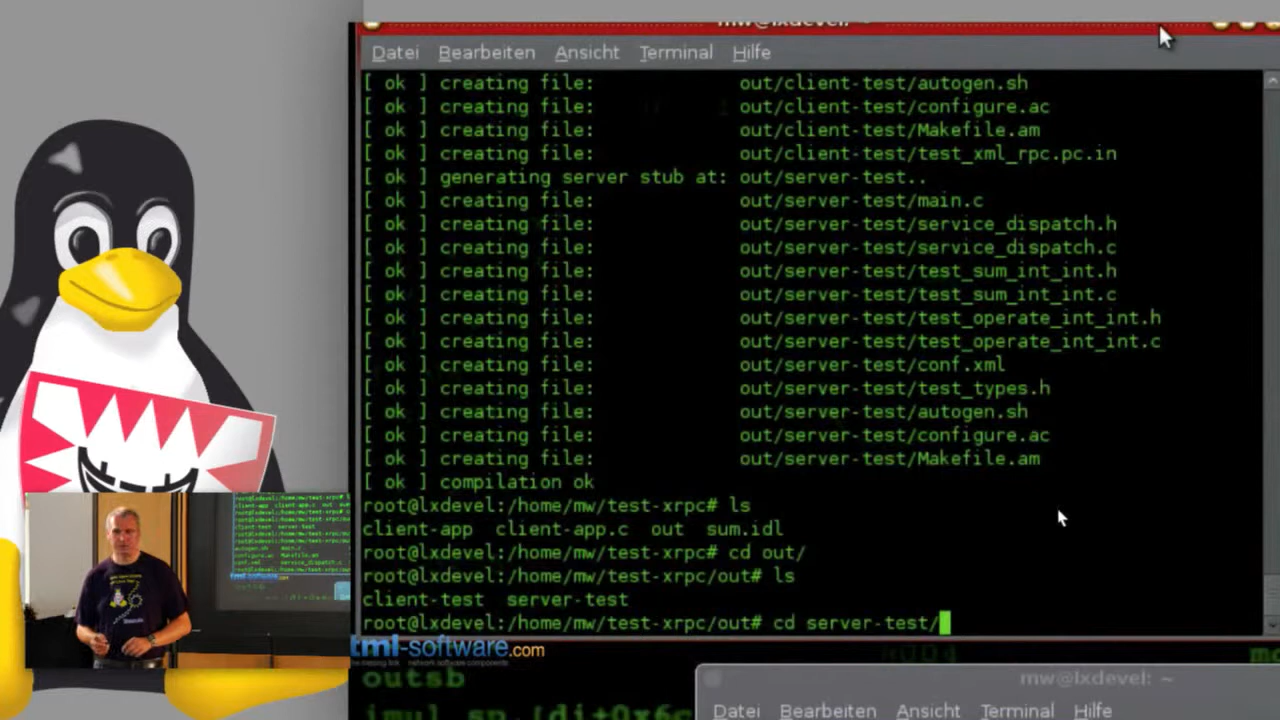 mw@lxdevel: ~
Datei Bearbeiten Ansicht Terminal Hilfe
[ ok ] creating file: out/client-test/autogen.sh
[ ok ] creating file: out/client-test/configure.ac
[ ok ] creating file: out/client-test/Makefile.am
[ ok ] creating file: out/client-test/test_xml_rpc.pc.in
[ ok ] generating server stub at: out/server-test..
[ ok ] creating file: out/server-test/main.c
[ ok ] creating file: out/server-test/service_dispatch.h
[ ok ] creating file: out/server-test/service_dispatch.c
[ ok ] creating file: out/server-test/test_sum_int_int.h
[ ok ] creating file: out/server-test/test_sum_int_int.c
[ ok ] creating file: out/server-test/test_operate_int_int.h
[ ok ] creating file: out/server-test/test_operate_int_int.c
[ ok ] creating file: out/server-test/conf.xml
[ ok ] creating file: out/server-test/test_types.h
[ ok ] creating file: out/server-test/autogen.sh
[ ok ] creating file: out/server-test/configure.ac
[ ok ] creating file: out/server-test/Makefile.am
[ ok ] compilation ok
root@lxdevel:/home/mw/test-xrpc# ls
client-app client-app.c out sum.idl
root@lxdevel:/home/mw/test-xrpc# cd out/
root@lxdevel:/home/mw/test-xrpc/out# ls
client-test server-test
root@lxdevel:/home/mw/test-xrpc/out# cd server-test/
tml-software.com
outsb
mw@lxdevel: ~
Datei Bearbeiten Ansicht Terminal Hilfe